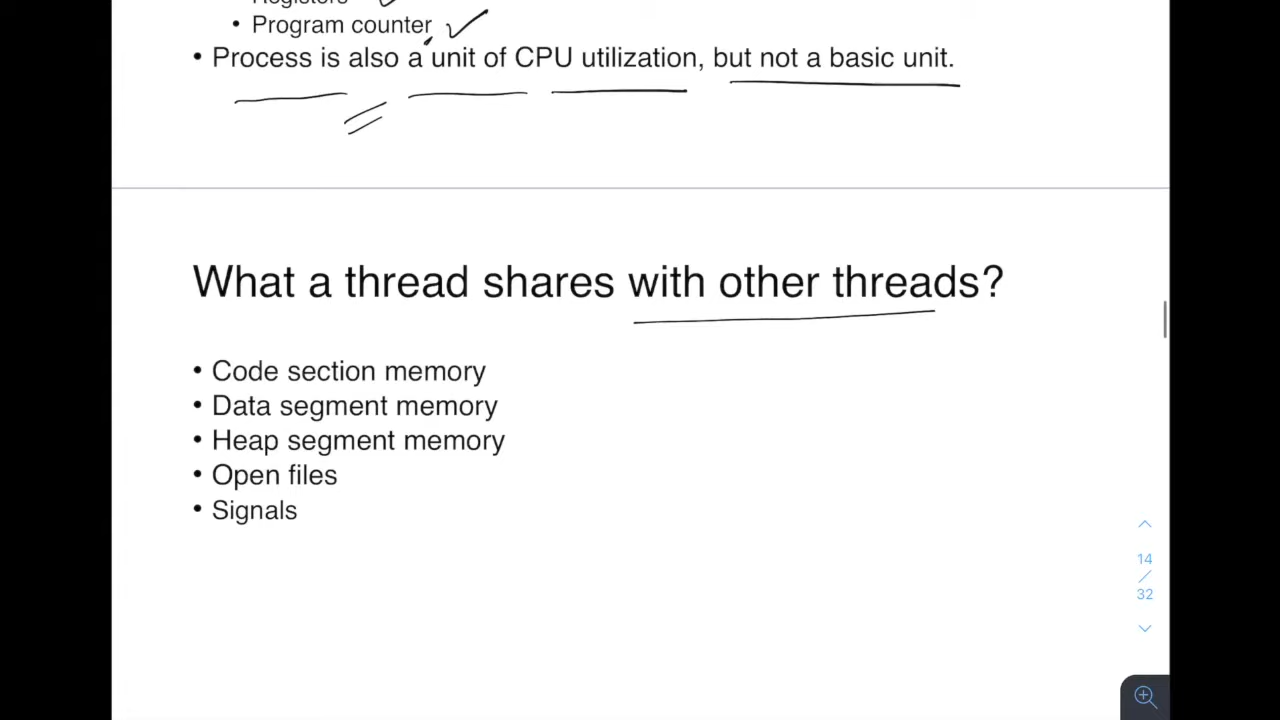 Registers
• Program counter
• Process is also a unit of CPU utilization, but not a basic unit.
What a thread shares with other threads?
• Code section memory
• Data segment memory
• Heap segment memory
• Open files
• Signals
14
/
32